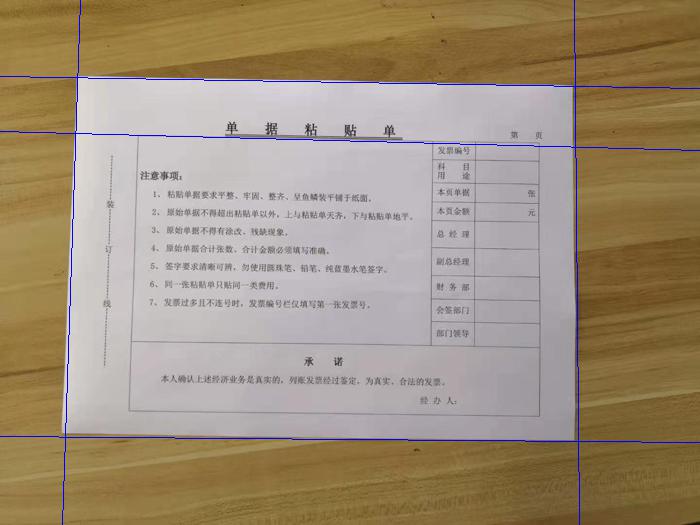 单据粘贴单
第 页
发票编号
科 目
用 途
注意事项:
本页单据 张
1、粘贴单据要求平整、牢固、整齐、呈鱼鳞装平铺于纸面。
本页金额 元
2、原始单据不得超出粘贴单以外，上与粘贴单天齐，下与粘贴单地平。
3、原始单据不得有涂改、残缺现象。
总 经 理
4、原始单据合计张数、合计金额必须填写准确。
副总经理
5、签字要求清晰可辨，勿使用圆珠笔、铅笔、纯蓝墨水笔签字。
6、同一张粘贴单只贴同一类费用。
财 务 部
7、发票过多且不连号时，发票编号栏仅填写第一张发票号。
会签部门
部门领导
装
订
线
承 诺
本人确认上述经济业务是真实的，列账发票经过鉴定，为真实、合法的发票。
经 办 人: